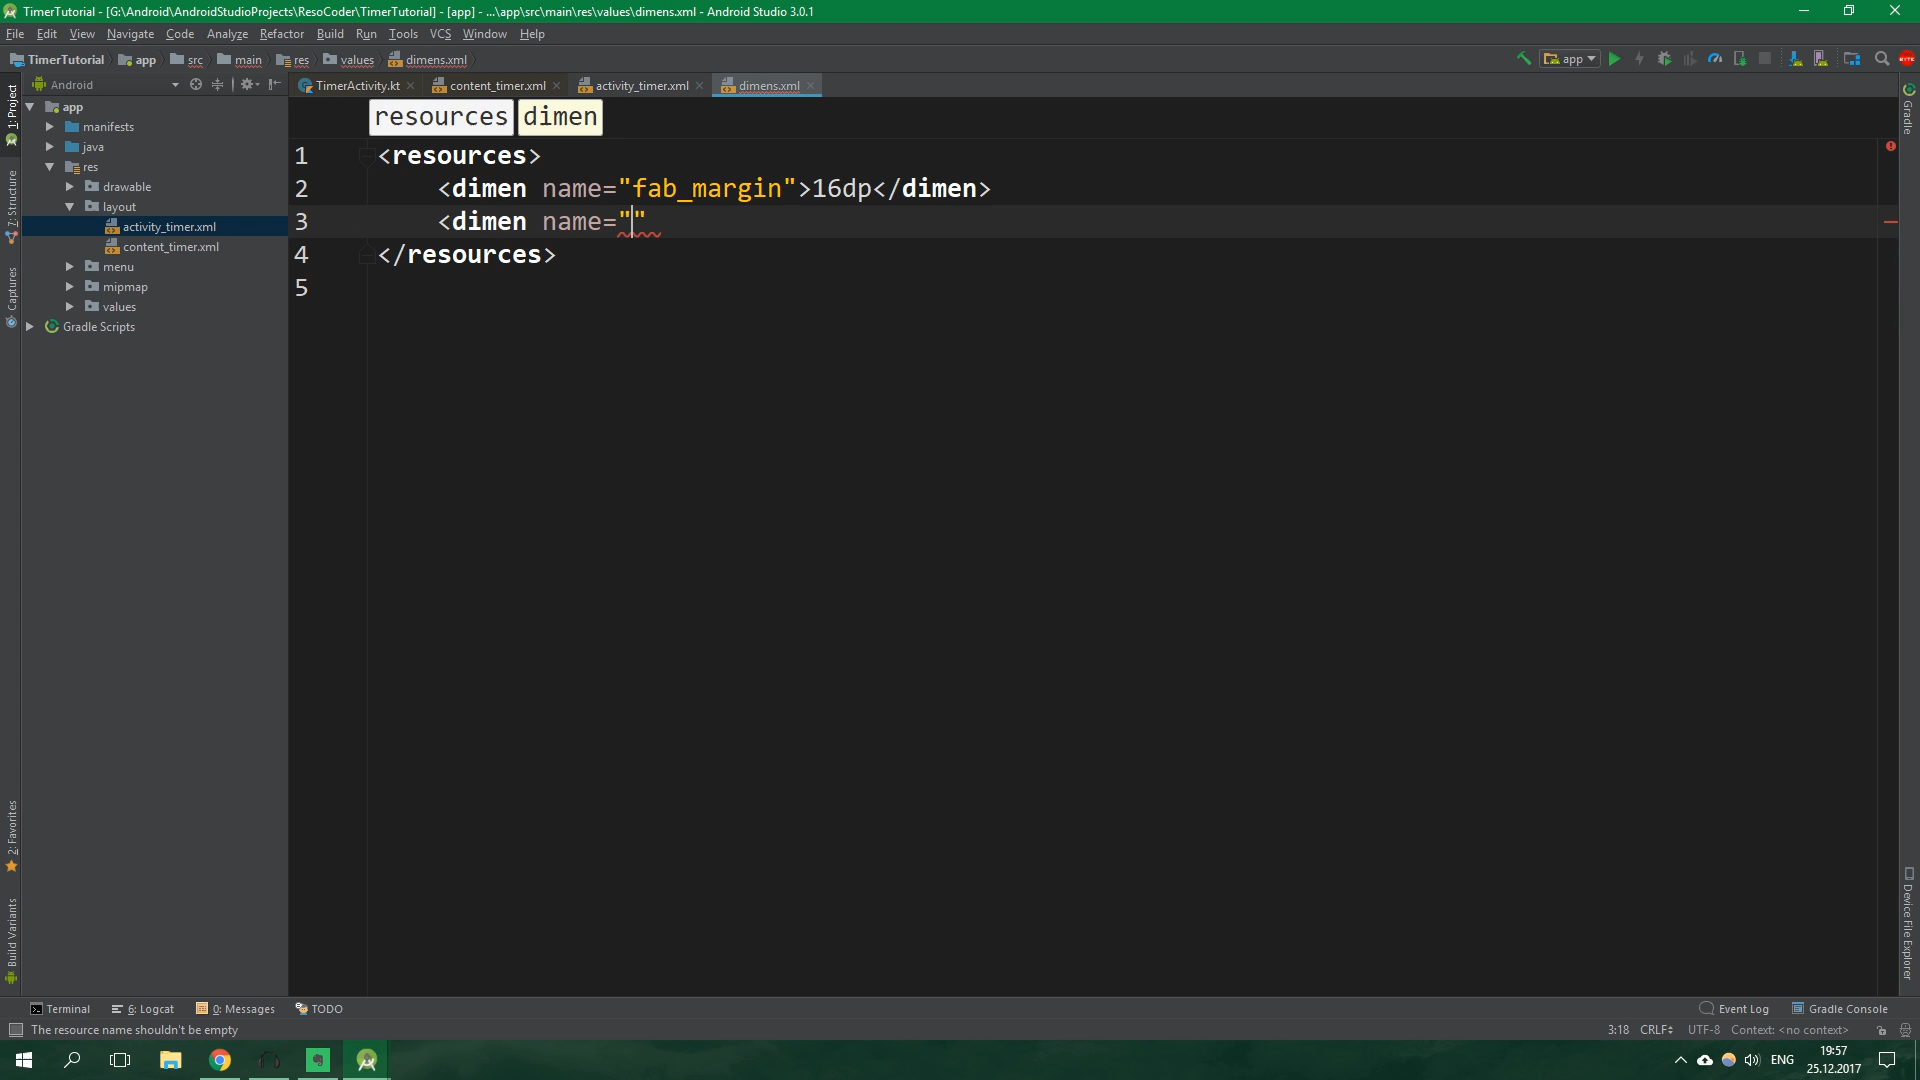 TimerTutorial - [G:\Android\AndroidStudioProjects\ResoCoder\TimerTutorial] - [app] - ...\app\src\main\res\values\dimens.xml - Android Studio 3.0.1
File Edit View Navigate Code Analyze Refactor Build Run Tools VCS Window Help
TimerTutorial app src main res values dimens.xml app
Android
TimerActivity.kt content_timer.xml activity_timer.xml dimens.xml
1: Project
Z: Structure
Captures
2: Favorites
Build Variants
app
manifests
java
res
drawable
layout
activity_timer.xml
content_timer.xml
menu
mipmap
values
Gradle Scripts
resources dimen
1 <resources>
2 <dimen name="fab_margin">16dp</dimen>
3 <dimen name=""
4 </resources>
5
Gradle
Device File Explorer
Terminal 6: Logcat 0: Messages TODO Event Log Gradle Console
The resource name shouldn't be empty 3:18 CRLF UTF-8 Context: <no context>
ENG 19:57
25.12.2017